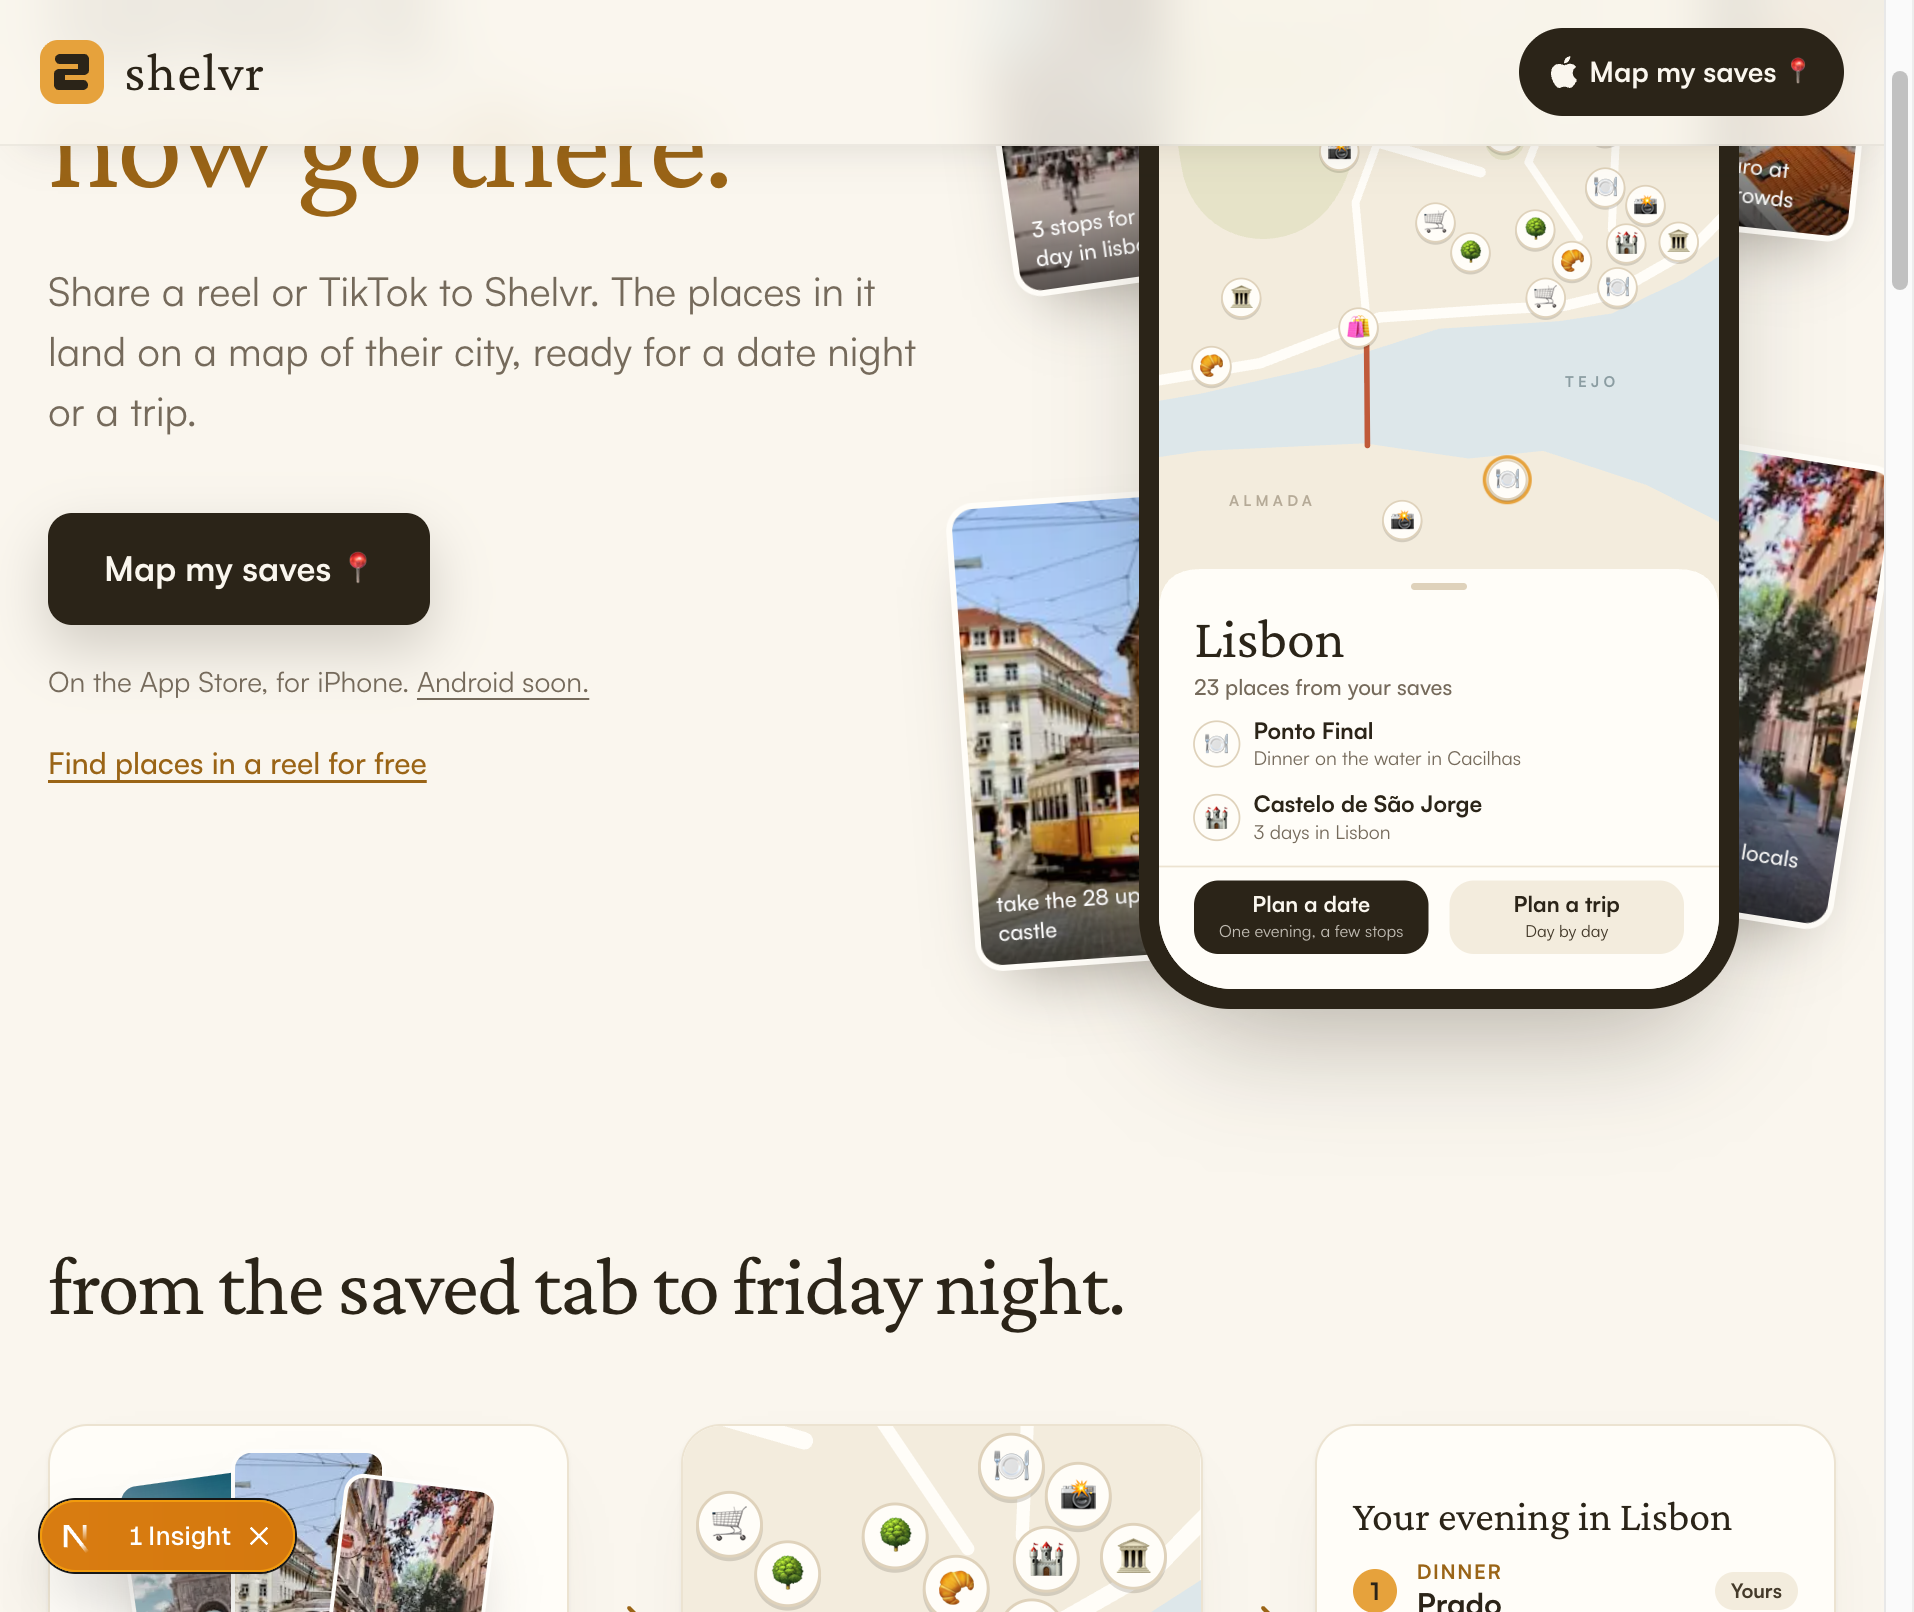 shelvr
Map my saves
now go there.
Share a reel or TikTok to Shelvr. The places in it
land on a map of their city, ready for a date night
or a trip.
Map my saves
On the App Store, for iPhone. Android soon.
Find places in a reel for free
3 stops for
day in
take the 28 up
castle
at
locals
TEJO
ALMADA
Lisbon
23 places from your saves
Ponto Final
Dinner on the water in Cacilhas
Castelo de São Jorge
3 days in Lisbon
Plan a date
One evening, a few stops
Plan a trip
Day by day
from the saved tab to friday night.
Your evening in Lisbon
1
DINNER
Prado
Yours
N
1 Insight